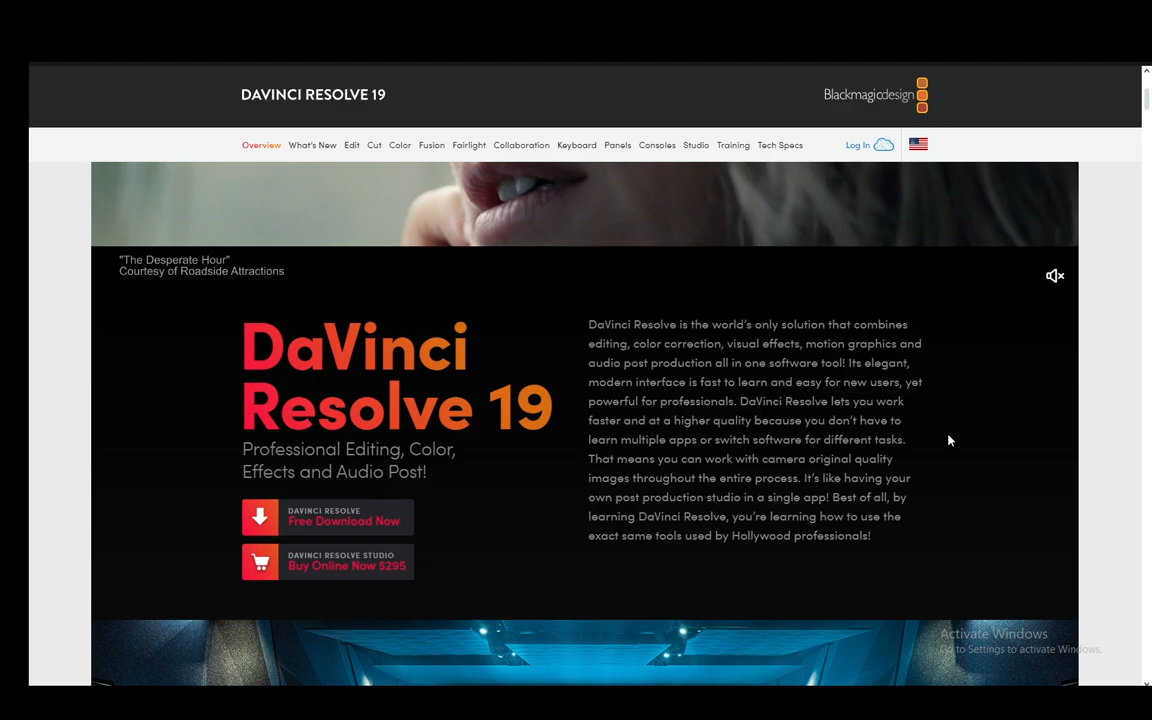 DAVINCI RESOLVE 19
Blackmagicdesign
Overview What's New Edit Cut Color Fusion Fairlight Collaboration Keyboard Panels Consoles Studio Training Tech Specs Log In
"The Desperate Hour"
Courtesy of Roadside Attractions
DaVinci
Resolve 19
Professional Editing, Color,
Effects and Audio Post!
DAVINCI RESOLVE
Free Download Now
DAVINCI RESOLVE STUDIO
Buy Online Now $295
DaVinci Resolve is the world's only solution that combines
editing, color correction, visual effects, motion graphics and
audio post production all in one software tool! Its elegant,
modern interface is fast to learn and easy for new users, yet
powerful for professionals. DaVinci Resolve lets you work
faster and at a higher quality because you don't have to
learn multiple apps or switch software for different tasks.
That means you can work with camera original quality
images throughout the entire process. It's like having your
own post production studio in a single app! Best of all, by
learning DaVinci Resolve, you're learning how to use the
exact same tools used by Hollywood professionals!
Activate Windows
Go to Settings to activate Windows.